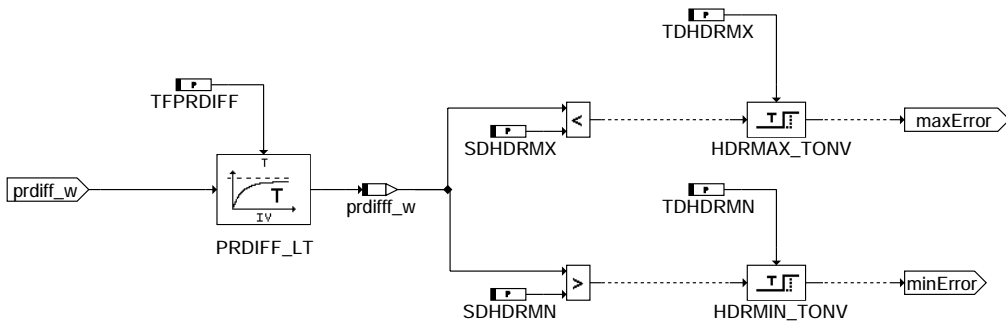 P
TDHDRMX
P
TFPRDIFF
<
T
maxError
P
SDHDRMX
HDRMAX_TONV
T
T
IV
prdiff_w
prdifff_w
P
TDHDRMN
PRDIFF_LT
>
T
minError
P
SDHDRMN
HDRMIN_TONV